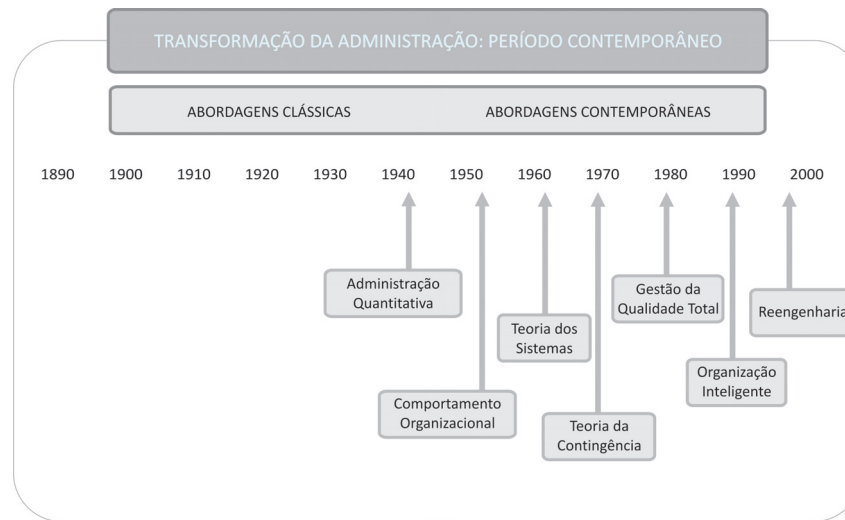 TRANSFORMAÇÃO DA ADMINISTRAÇÃO: PERÍODO CONTEMPORÂNEO
ABORDAGENS CLÁSSICAS
ABORDAGENS CONTEMPORÂNEAS
1890 1900 1910 1920 1930 1940 1950 1960 1970 1980 1990 2000
Administração
Quantitativa
Comportamento
Organizacional
Teoria dos
Sistemas
Teoria da
Contingência
Gestão da
Qualidade Total
Organização
Inteligente
Reengenharia